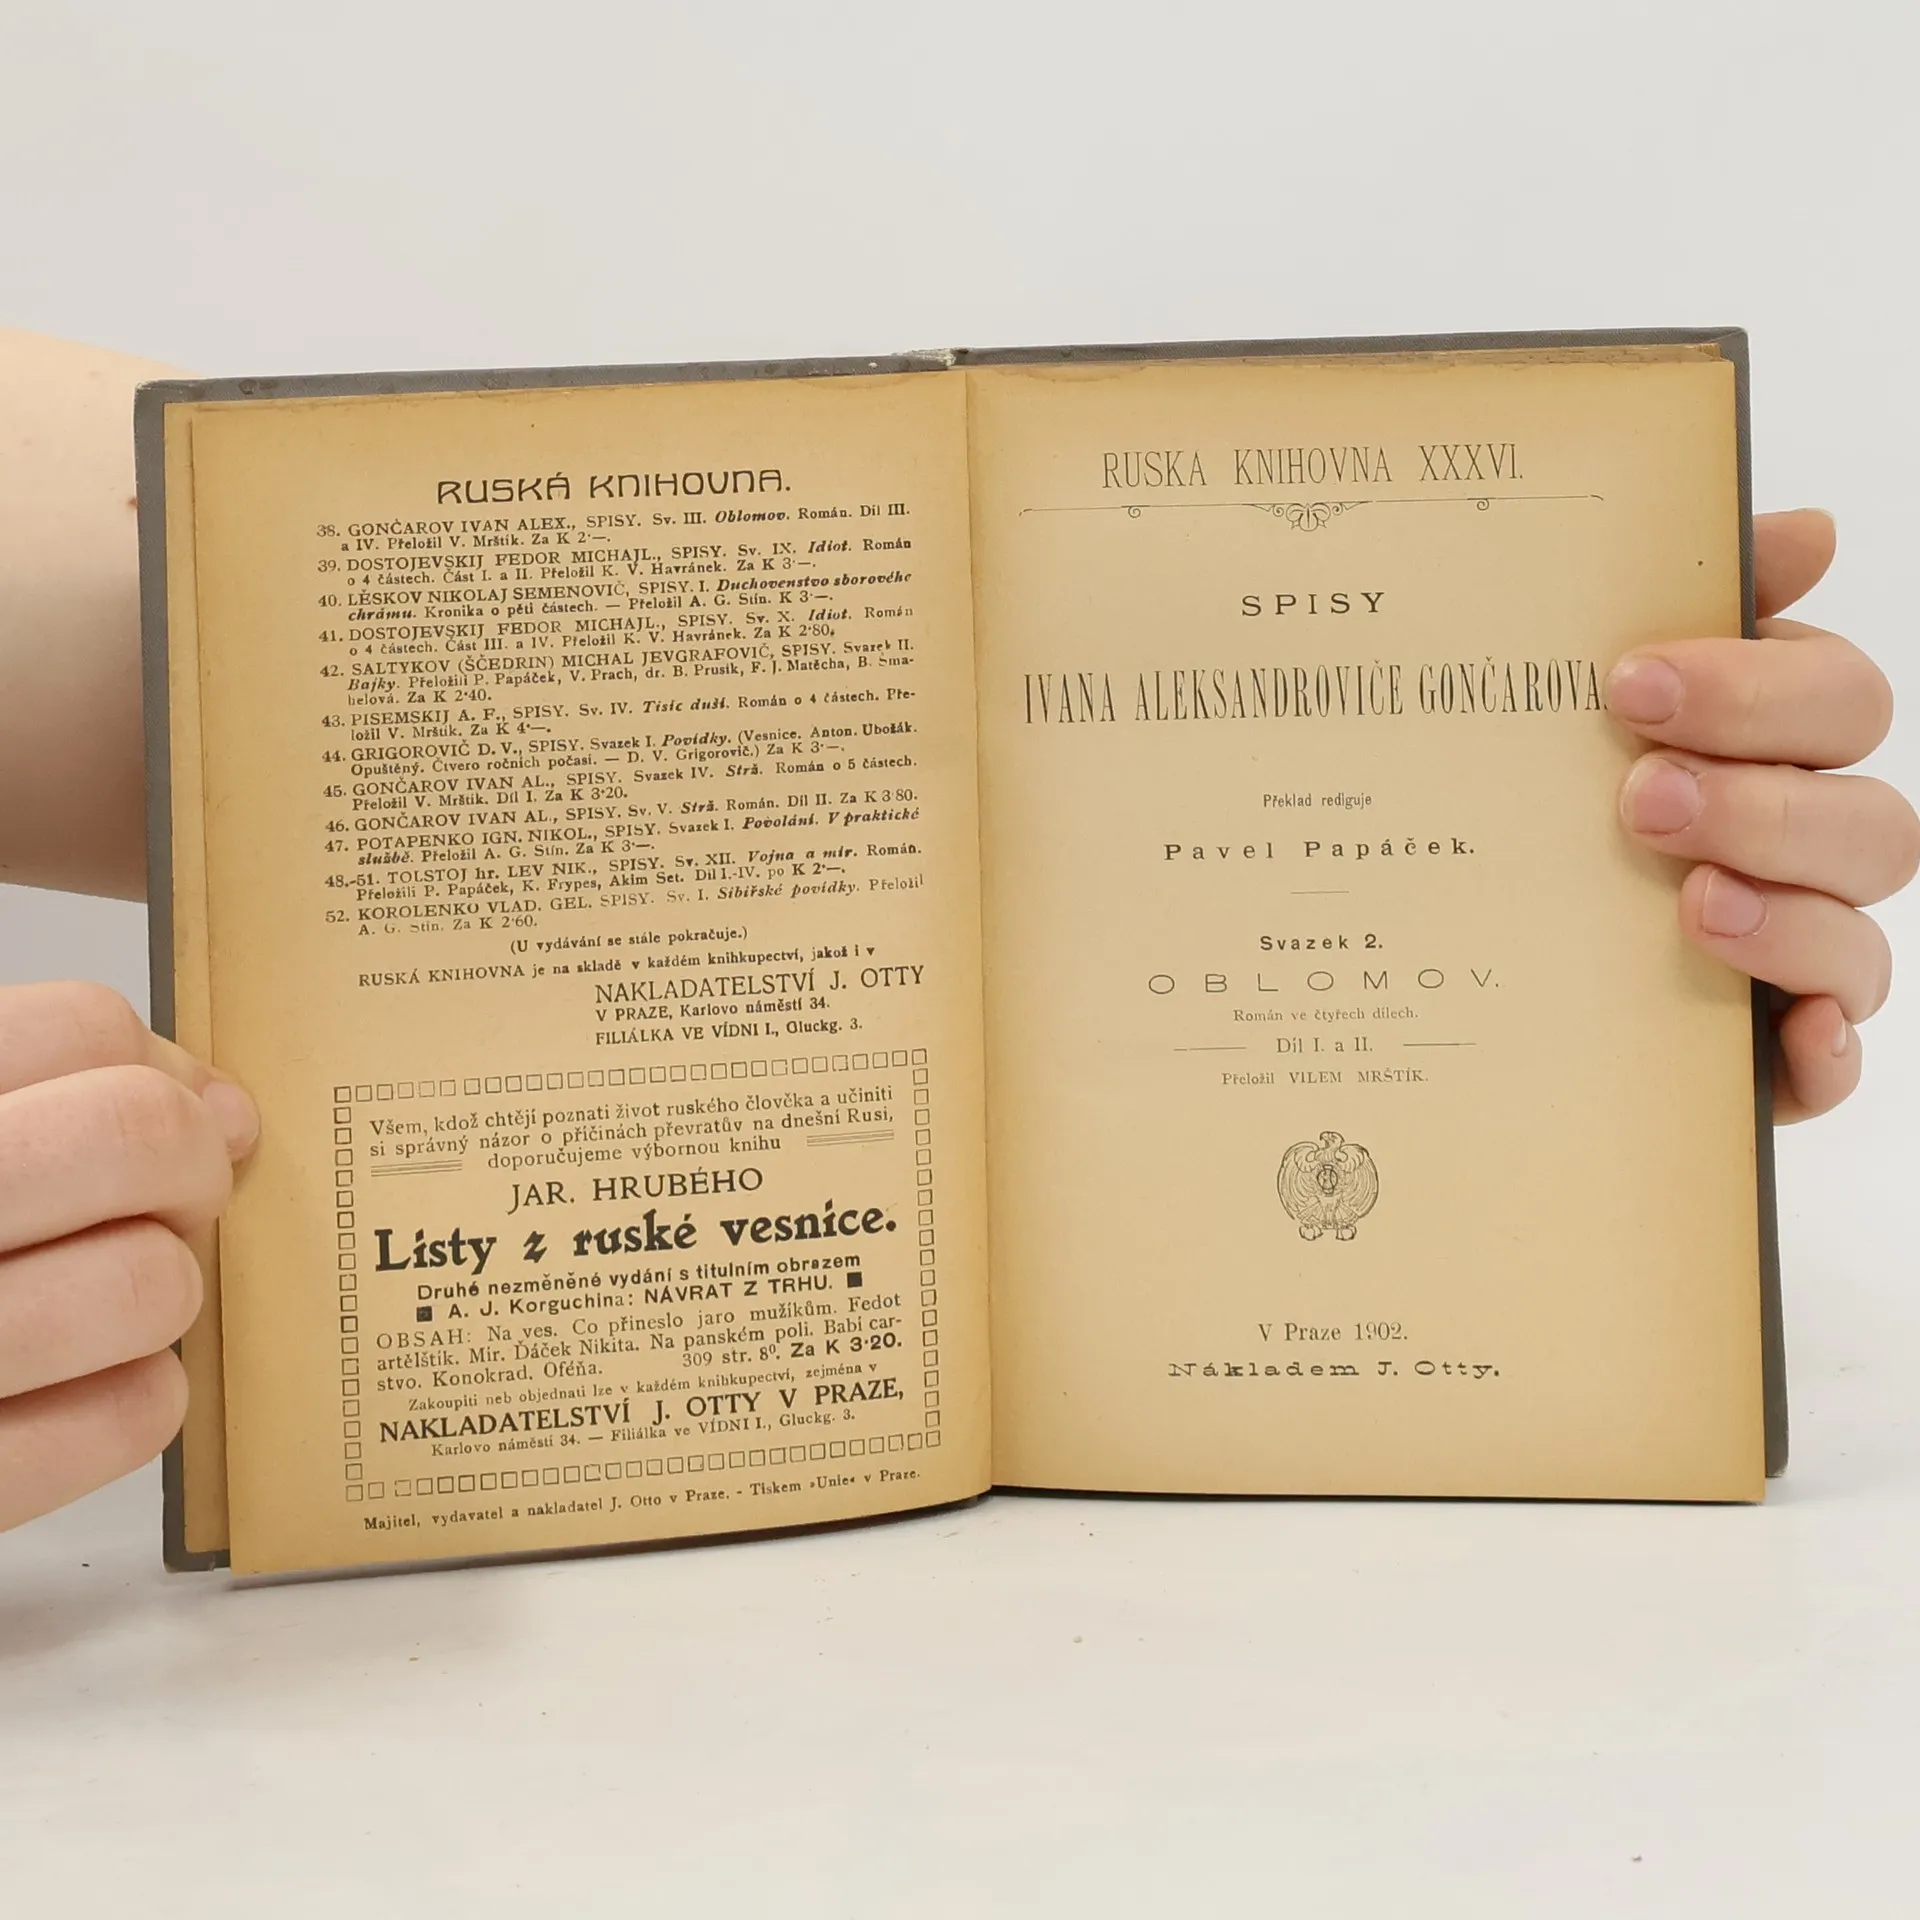 RUSKÁ KNIHOVNA.
38. GONČAROV IVAN ALEX., SPISY. Sv. III. Oblomov. Román. Díl III.
a IV. Přeložil V. Mrštík. Za K 2·—.
39. DOSTOJEVSKIJ FEDOR MICHAJL., SPISY. Sv. IX. Idiot. Román
o 4 částech. Část I. a II. Přeložil K. V. Havránek. Za K 3·—.
40. LĚSKOV NIKOLAJ SEMENOVIČ, SPISY. I. Duchovenstvo sborového
chrámu. Kronika o pěti částech. — Přeložil A. G. Stín. K 3·—.
41. DOSTOJEVSKIJ FEDOR MICHAJL., SPISY. Sv. X. Idiot. Román
o 4 částech. Část III. a IV. Přeložil K. V. Havránek. Za K 2·80.
42. SALTYKOV (ŠČEDRIN) MICHAL JEVGRAFOVIČ, SPISY. Svazek II.
Bajky. Přeložili P. Papáček, V. Prach, dr. B. Prusík, F. J. Matěcha, B. Šma-
helová. Za K 2·40.
43. PISEMSKIJ A. F., SPISY. Sv. IV. Tisíc duší. Román o 4 částech. Pře-
ložil V. Mrštík. Za K 4·—.
44. GRIGOROVIČ D. V., SPISY. Svazek I. Povídky. (Vesnice. Anton. Ubožák.
Opuštěný. Čtvero ročních počasí. — D. V. Grigorovič.) Za K 3·—.
45. GONČAROV IVAN AL., SPISY. Svazek IV. Strž. Román o 5 částech.
Přeložil V. Mrštík. Díl I. Za K 3·20.
46. GONČAROV IVAN AL., SPISY. Sv. V. Strž. Román. Díl II. Za K 3 80.
47. POTAPENKO IGN. NIKOL., SPISY. Svazek I. Povolání. V praktické
službě. Přeložil A. G. Stín. Za K 3·—.
48.-51. TOLSTOJ hr. LEV NIK., SPISY. Sv. XII. Vojna a mír. Román.
Přeložili P. Papáček, K. Frypes, Akim Set. Díl I.-IV. po K 2·—.
52. KOROLENKO VLAD. GEL. SPISY. Sv. I. Sibiřské povídky. Přeložil
A. G. Stín. Za K 2·60.
(U vydávání se stále pokračuje.)
RUSKÁ KNIHOVNA je na skladě v každém knihkupectví, jakož i v
NAKLADATELSTVÍ J. OTTY
V PRAZE, Karlovo náměstí 34.
FILIÁLKA VE VÍDNI I., Gluckg. 3.
Všem, kdož chtějí poznati život ruského člověka a učiniti
si správný názor o příčinách převratův na dnešní Rusi,
doporučujeme výbornou knihu
JAR. HRUBÉHO
Listy z ruské vesnice.
Druhé nezměněné vydání s titulním obrazem
A. J. Korguchina: NÁVRAT Z TRHU.
OBSAH: Na ves. Co přineslo jaro mužíkům. Fedot
artělštík. Mir. Ďáček Nikita. Na panském poli. Babí car-
stvo. Konokrad. Oféňa. 309 str. 8⁰. Za K 3·20.
Zakoupiti neb objednati lze v každém knihkupectví, zejména v
NAKLADATELSTVÍ J. OTTY V PRAZE,
Karlovo náměstí 34. — Filiálka ve VÍDNI I., Gluckg. 3.
Majitel, vydavatel a nakladatel J. Otto v Praze. - Tiskem »Unie« v Praze.
RUSKA KNIHOVNA XXXVI.
SPISY
IVANA ALEKSANDROVIČE GONČAROVA.
Překlad rediguje
Pavel Papáček.
Svazek 2.
OBLOMOV.
Román ve čtyřech dílech.
Díl I. a II.
Přeložil VILEM MRŠTÍK.
V Praze 1902.
Nákladem J. Otty.